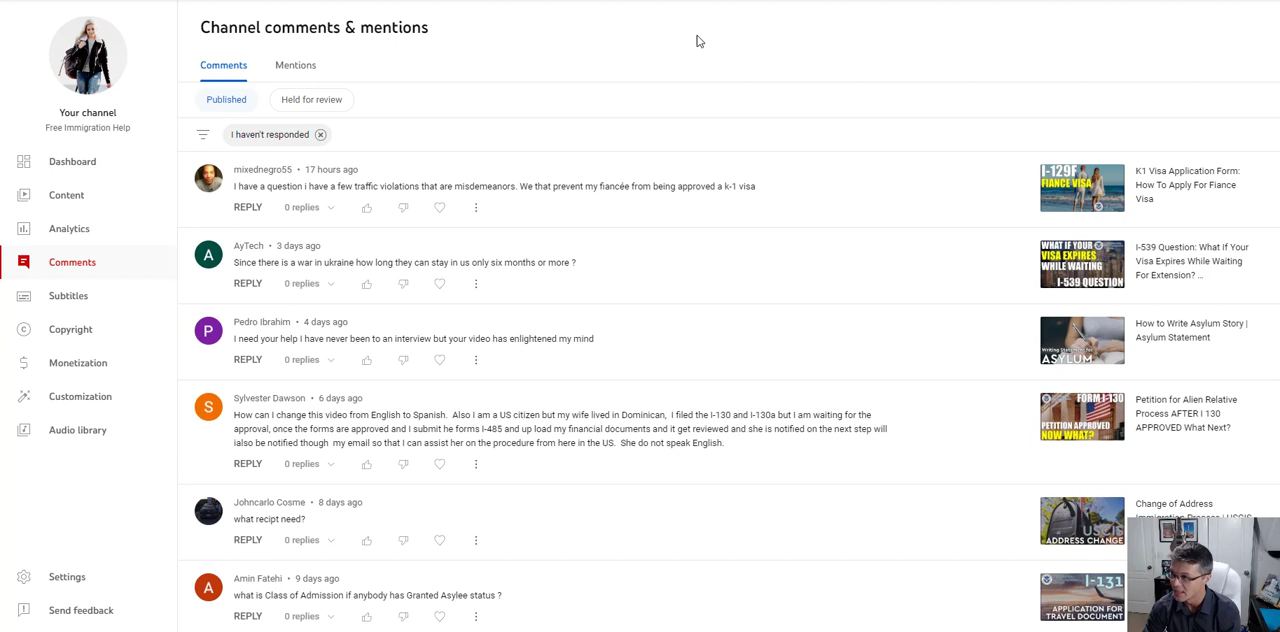 Channel comments & mentions
Comments
Mentions
Published
Held for review
I haven't responded
Your channel
Free Immigration Help
Dashboard
Content
Analytics
Comments
Subtitles
Copyright
Monetization
Customization
Audio library
Settings
Send feedback
mixednegro55 • 17 hours ago
I have a question i have a few traffic violations that are misdemeanors. We that prevent my fiancée from being approved a k-1 visa
REPLY 0 replies
I-129F
FIANCE VISA
K1 Visa Application Form:
How To Apply For Fiance
Visa
A
AyTech • 3 days ago
Since there is a war in ukraine how long they can stay in us only six months or more ?
REPLY 0 replies
WHAT IF YOUR
VISA EXPIRES
WHILE WAITING
I-539 QUESTION
I-539 Question: What If Your
Visa Expires While Waiting
For Extension? ...
P
Pedro Ibrahim • 4 days ago
I need your help I have never been to an interview but your video has enlightened my mind
REPLY 0 replies
Writing Statement for
ASYLUM
How to Write Asylum Story |
Asylum Statement
S
Sylvester Dawson • 6 days ago
How can I change this video from English to Spanish. Also I am a US citizen but my wife lived in Dominican, I filed the I-130 and I-130a but I am waiting for the
approval, once the forms are approved and I submit he forms I-485 and up load my financial documents and it get reviewed and she is notified on the next step will
ialso be notified though my email so that I can assist her on the procedure from here in the US. She do not speak English.
REPLY 0 replies
FORM I-130
PETITION APPROVED
NOW WHAT?
Petition for Alien Relative
Process AFTER I 130
APPROVED What Next?
Johncarlo Cosme • 8 days ago
what recipt need?
REPLY 0 replies
USCIS
ADDRESS CHANGE
Change of Address
Immigration Process | USCIS
A
Amin Fatehi • 9 days ago
what is Class of Admission if anybody has Granted Asylee status ?
REPLY 0 replies
I-131
APPLICATION FOR
TRAVEL DOCUMENT